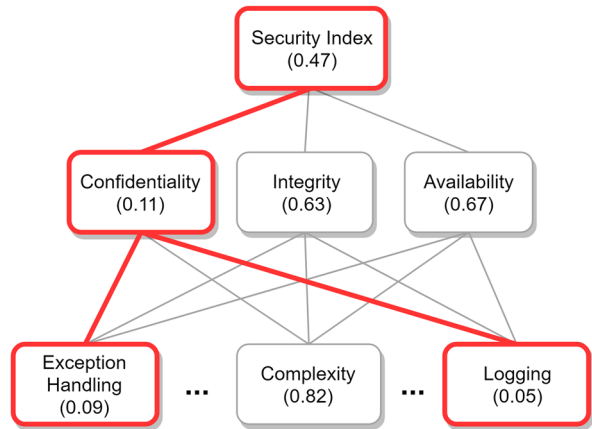 Security Index
(0.47)
Confidentiality
(0.11)
Integrity
(0.63)
Availability
(0.67)
Exception
Handling
(0.09)
...
Complexity
(0.82)
...
Logging
(0.05)